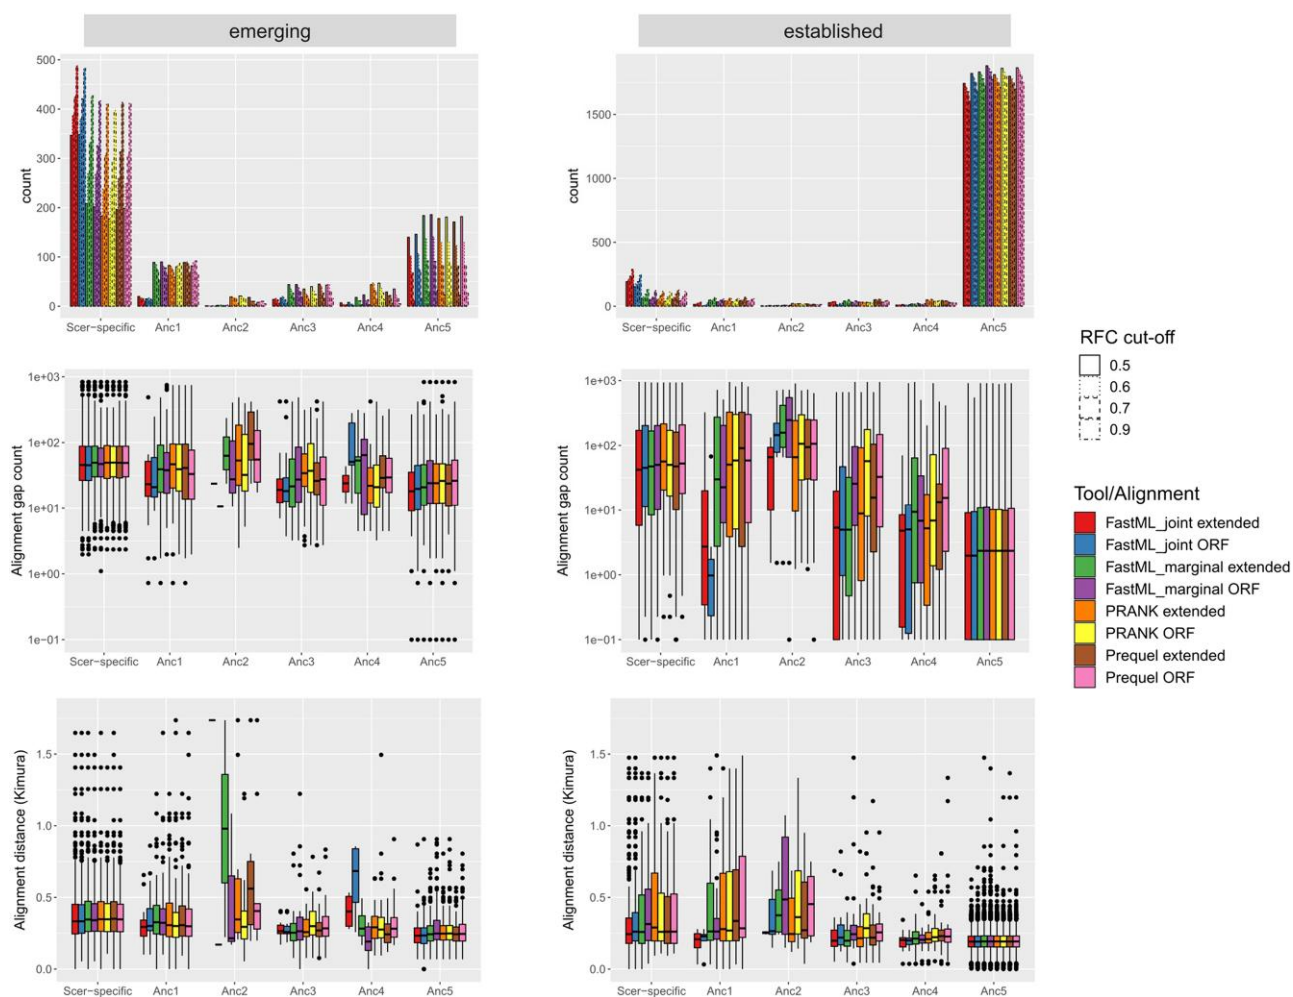 emerging
established
500
400
300
200
100
0
count
Scer-specific Anc1 Anc2 Anc3 Anc4 Anc5
1500
1000
500
0
count
Scer-specific Anc1 Anc2 Anc3 Anc4 Anc5
1e+03
1e+02
1e+01
1e+00
1e-01
Alignment gap count
Scer-specific Anc1 Anc2 Anc3 Anc4 Anc5
1e+03
1e+02
1e+01
1e+00
1e-01
Alignment gap count
Scer-specific Anc1 Anc2 Anc3 Anc4 Anc5
1.5
1.0
0.5
0.0
Alignment distance (Kimura)
Scer-specific Anc1 Anc2 Anc3 Anc4 Anc5
1.5
1.0
0.5
0.0
Alignment distance (Kimura)
Scer-specific Anc1 Anc2 Anc3 Anc4 Anc5
RFC cut-off
0.5
0.6
0.7
0.9
Tool/Alignment
FastML_joint extended
FastML_joint ORF
FastML_marginal extended
FastML_marginal ORF
PRANK extended
PRANK ORF
Prequel extended
Prequel ORF